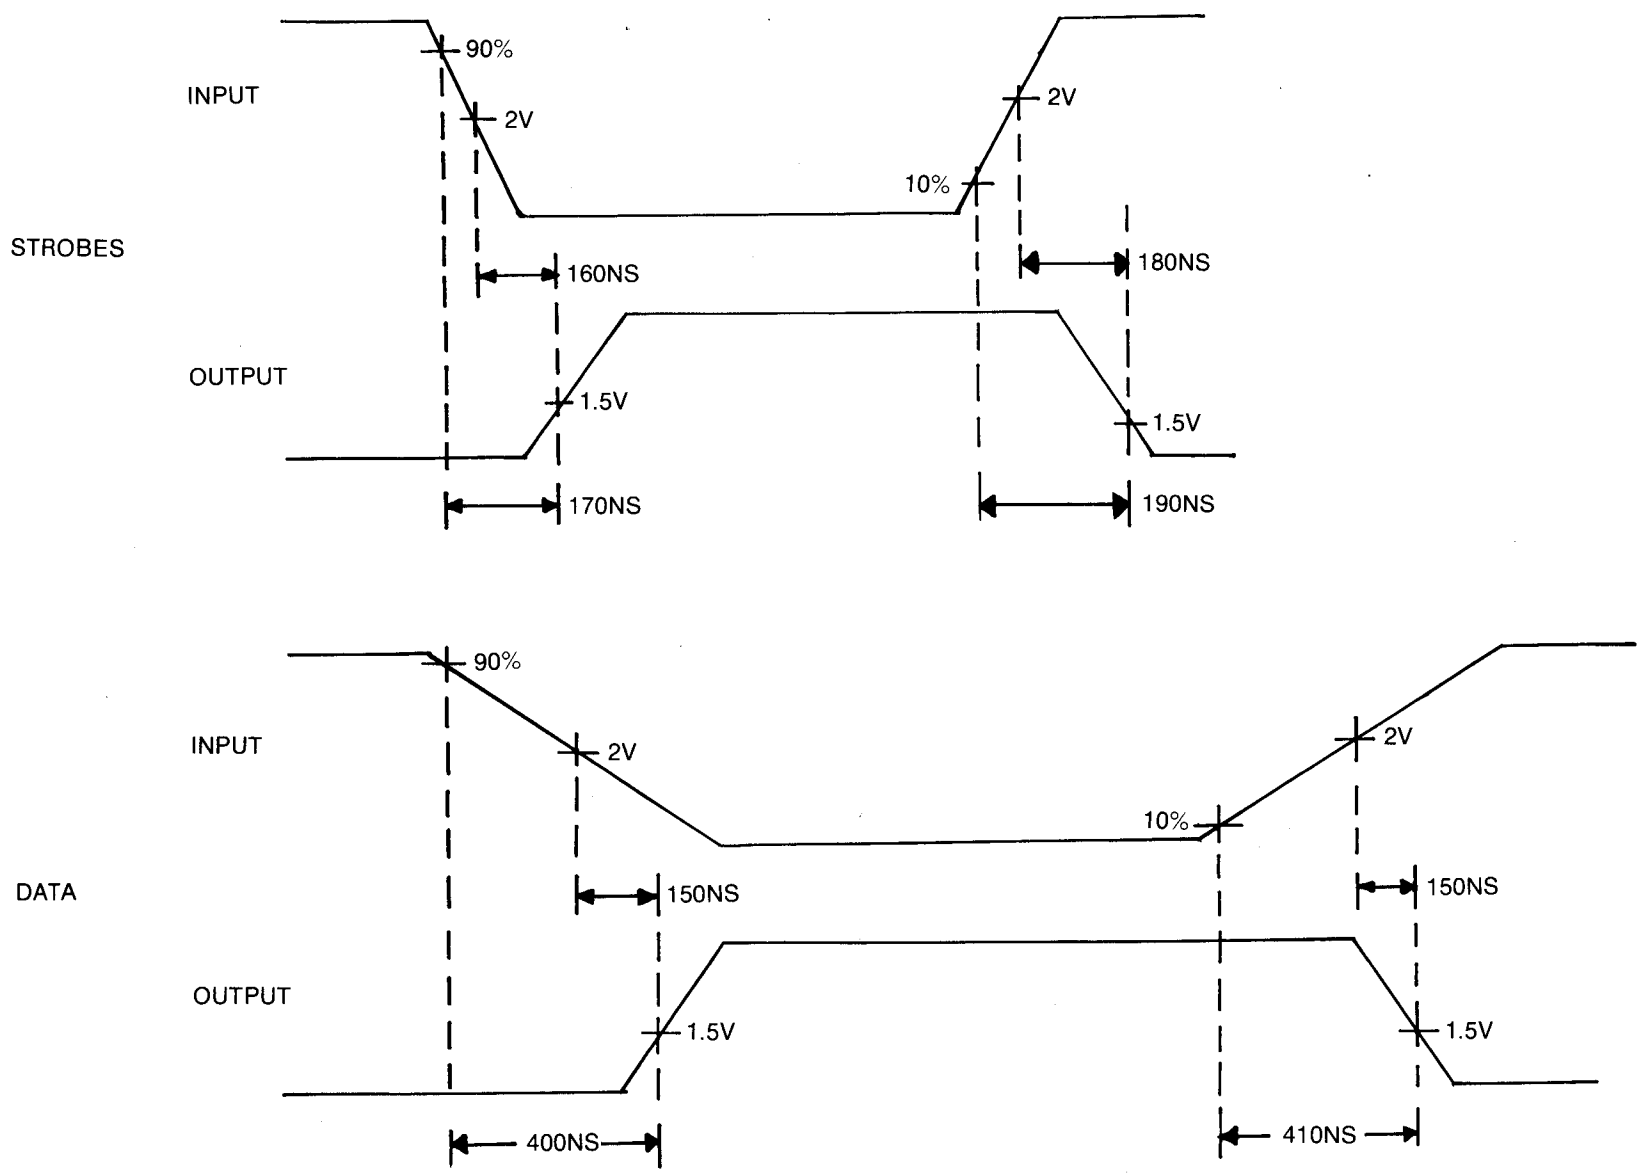 90%
INPUT
2V
2V
10%
STROBES
160NS
180NS
OUTPUT
1.5V
1.5V
170NS
190NS
90%
INPUT
2V
2V
10%
DATA
150NS
150NS
OUTPUT
1.5V
1.5V
400NS
410NS